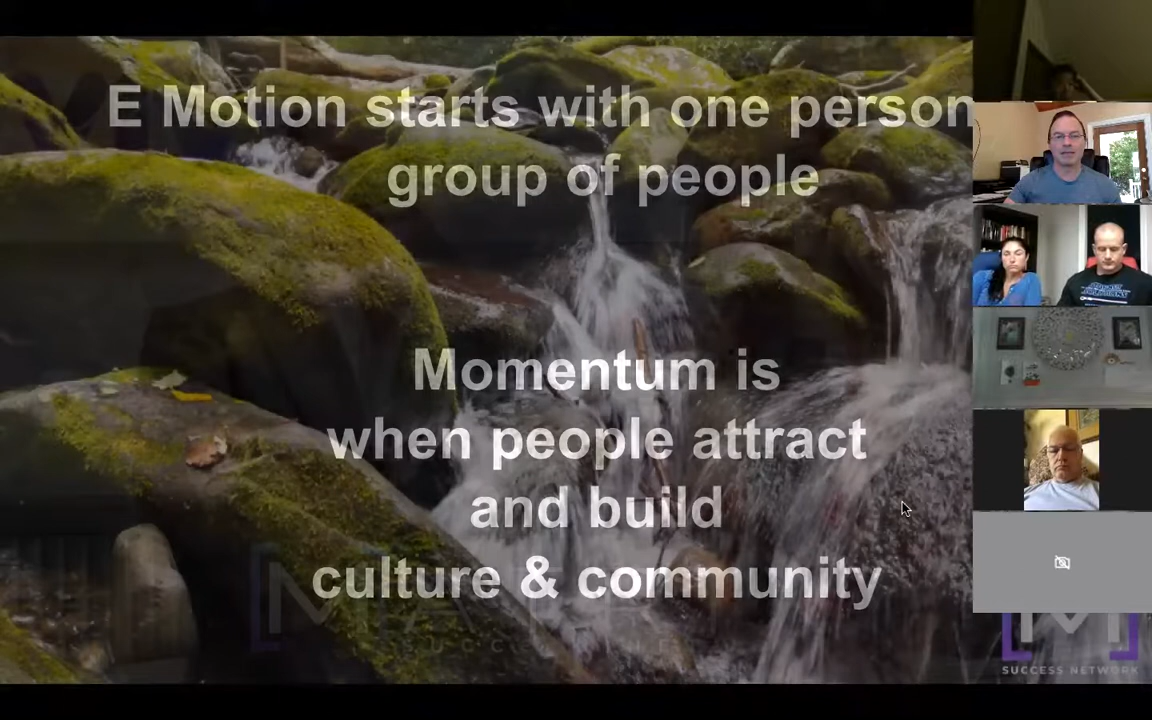 E Motion starts with one person
group of people
Momentum is
when people attract
and build
culture & community
M
SUCCESS NETWORK